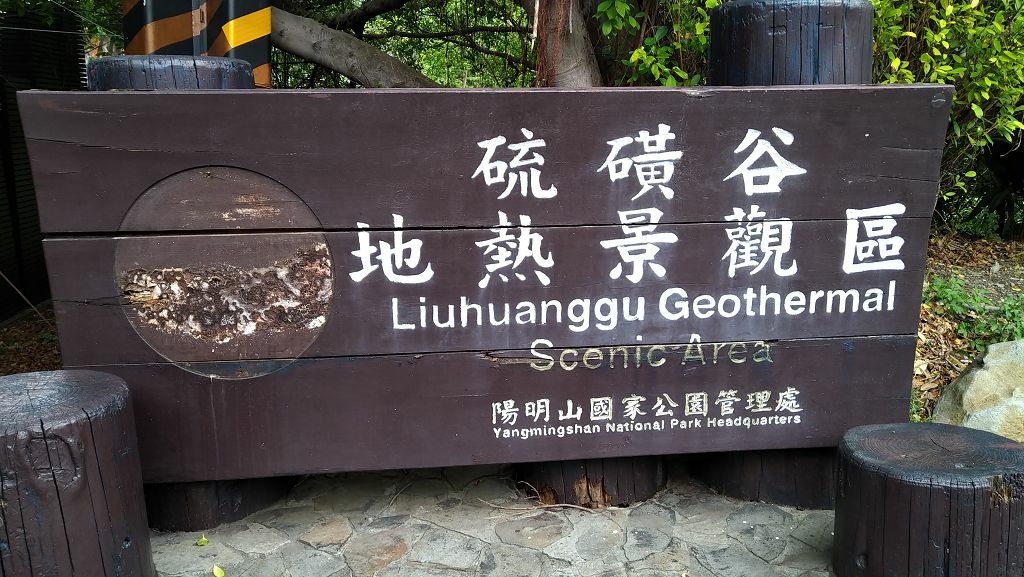 硫磺谷
地熱景觀區
Liuhuanggu Geothermal
Scenic Area
陽明山國家公園管理處
Yangmingshan National Park Headquarters